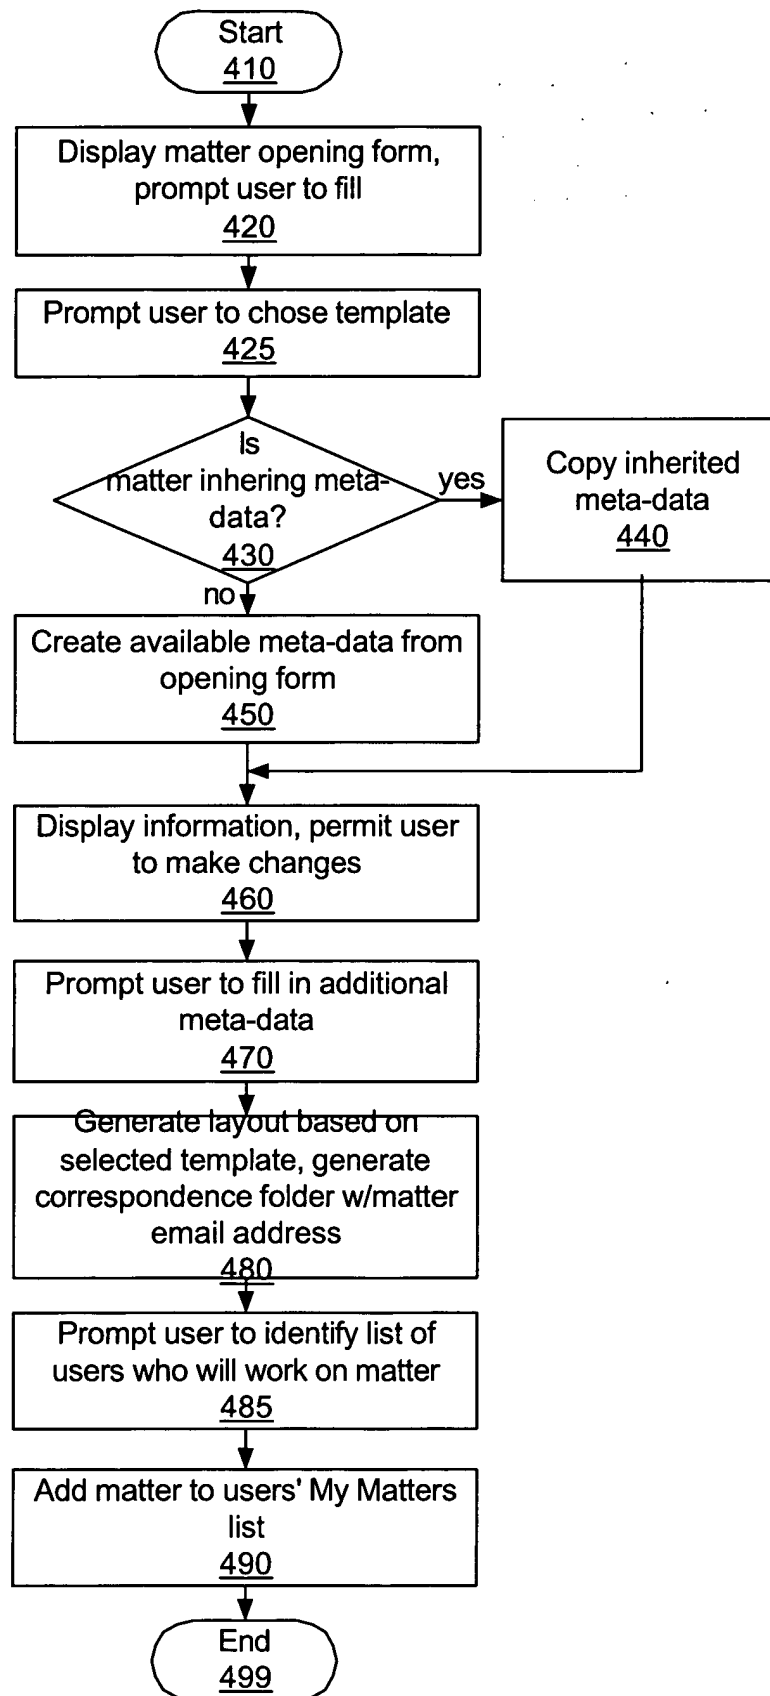 Start
410
Display matter opening form,
prompt user to fill
420
Prompt user to chose template
425
Is
matter inhering meta-
data?
430
yes
Copy inherited
meta-data
440
no
Create available meta-data from
opening form
450
Display information, permit user
to make changes
460
Prompt user to fill in additional
meta-data
470
Generate layout based on
selected template, generate
correspondence folder w/matter
email address
480
Prompt user to identify list of
users who will work on matter
485
Add matter to users' My Matters
list
490
End
499